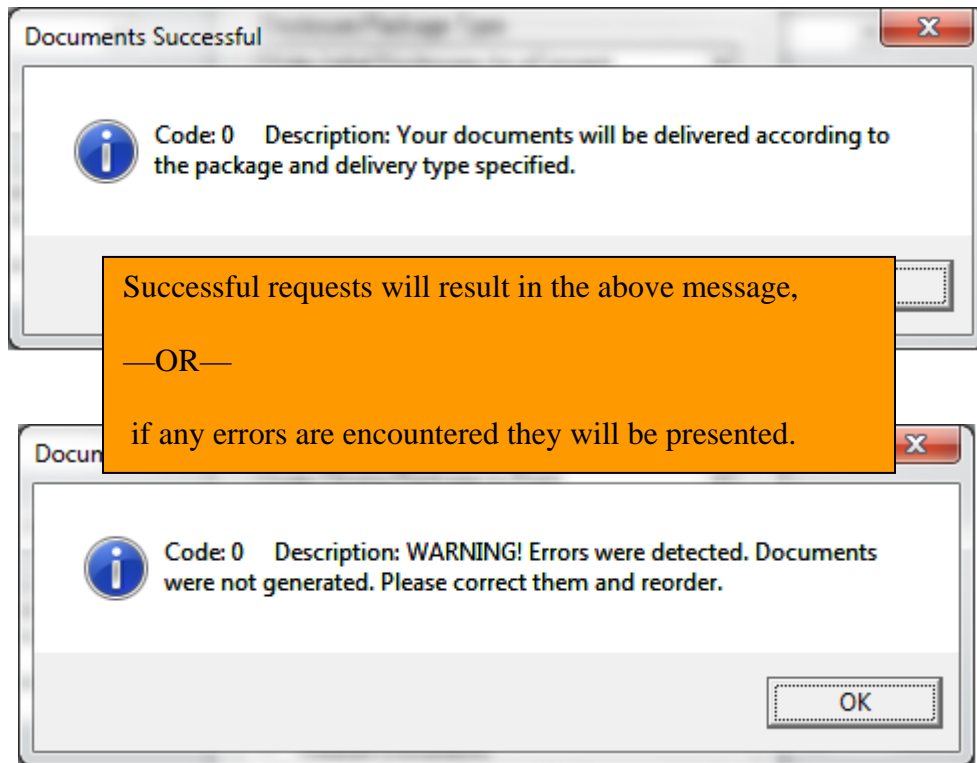 Documents Successful
Code: 0 Description: Your documents will be delivered according to
the package and delivery type specified.
Successful requests will result in the above message,
—OR—
if any errors are encountered they will be presented.
Code: 0 Description: WARNING! Errors were detected. Documents
were not generated. Please correct them and reorder.
OK